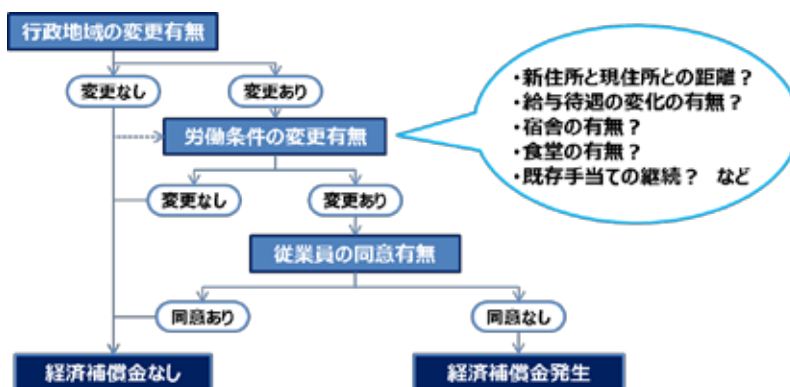 行政地域の変更有無
変更なし
変更あり
労働条件の変更有無
・新住所と現住所との距離？
・給与待遇の変化の有無？
・宿舎の有無？
・食堂の有無？
・既存手当ての継続？ など
変更なし
変更あり
従業員の同意有無
同意あり
同意なし
経済補償金なし
経済補償金発生